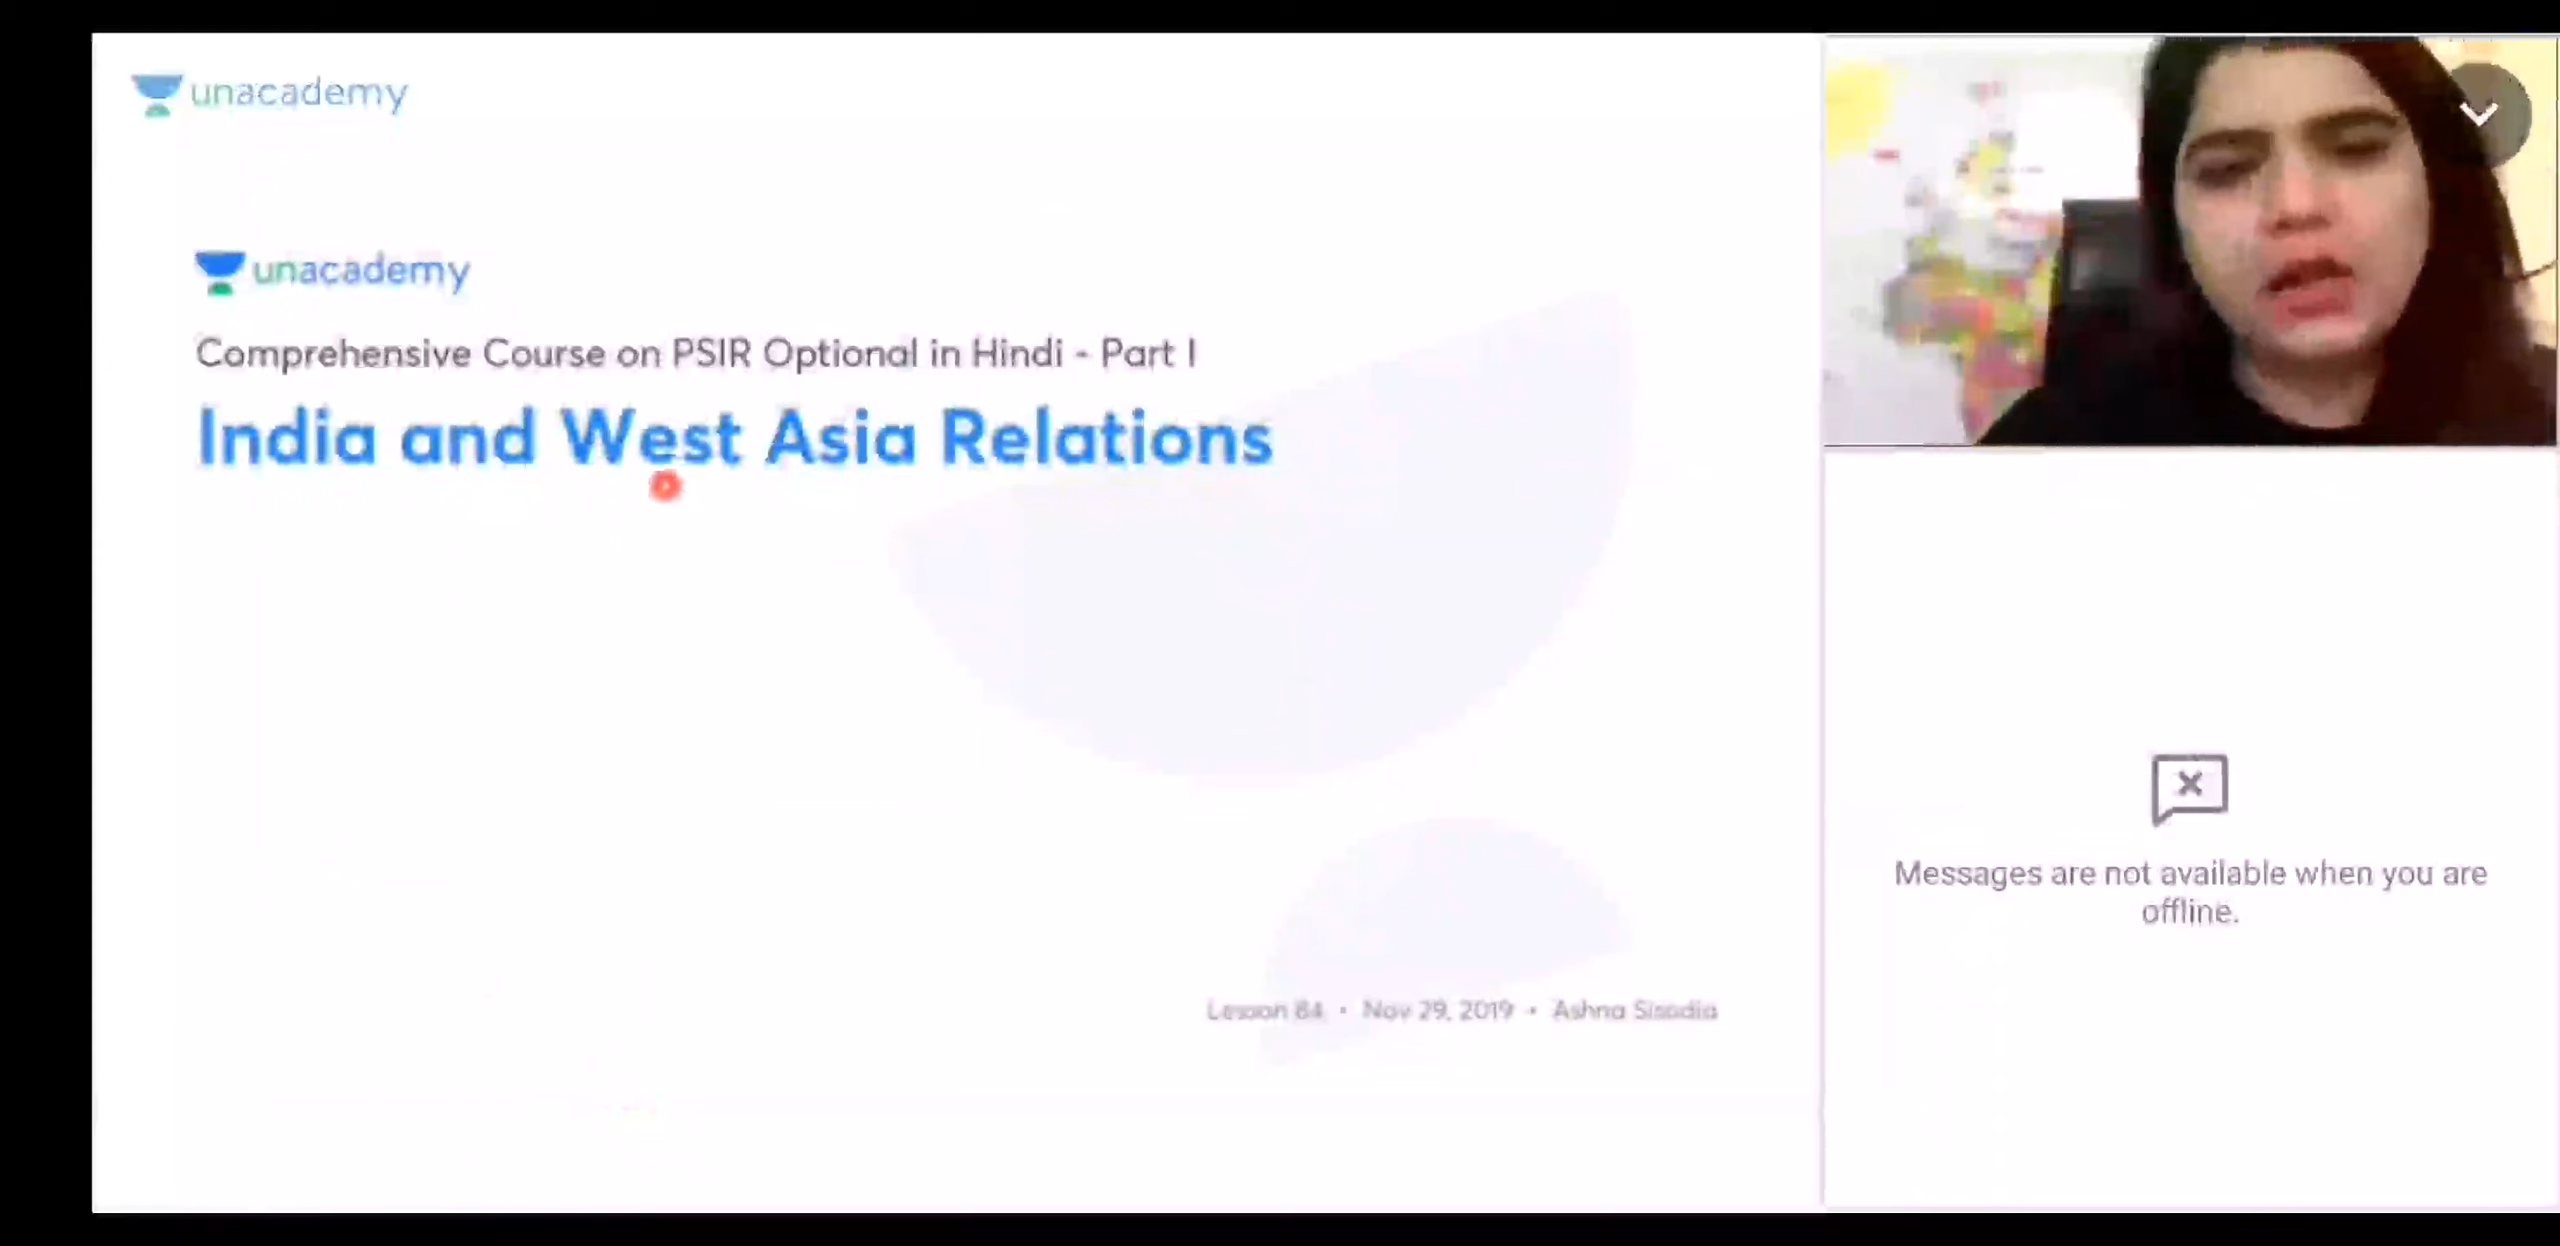 unacademy
unacademy
Comprehensive Course on PSIR Optional in Hindi - Part I
India and West Asia Relations
Lesson 84 • Nov 29, 2019 • Ashna Sisodia
Messages are not available when you are
offline.